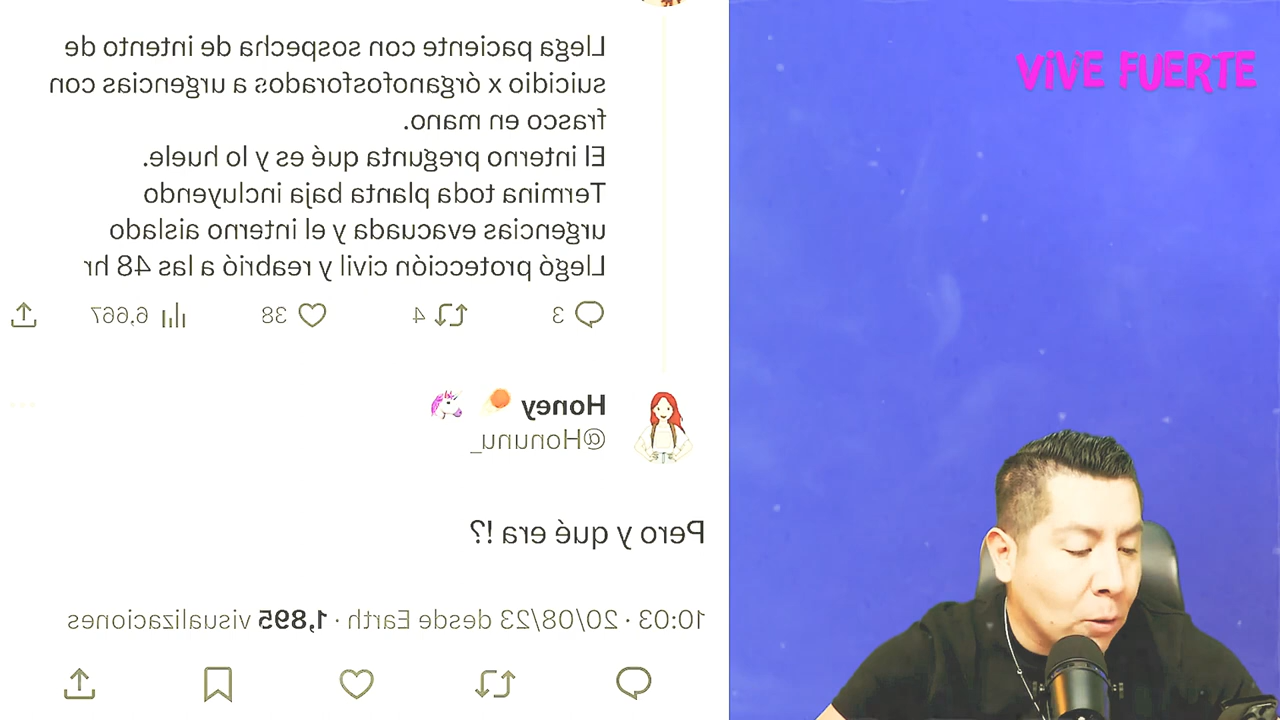 Llega paciente con sospecha de intento de
suicidio x órganofosforados a urgencias con
frasco en mano.
El interno pregunta qué es y lo huele.
Termina toda planta baja incluyendo
urgencias evacuada y el interno aislado
Llegó protección civil y reabrió a las 48 hr
3 4 38 6,667
Honey
@Honunu_
Pero y qué era !?
10:03 · 20/08/23 desde Earth · 1,895 visualizaciones
VIVE FUERTE